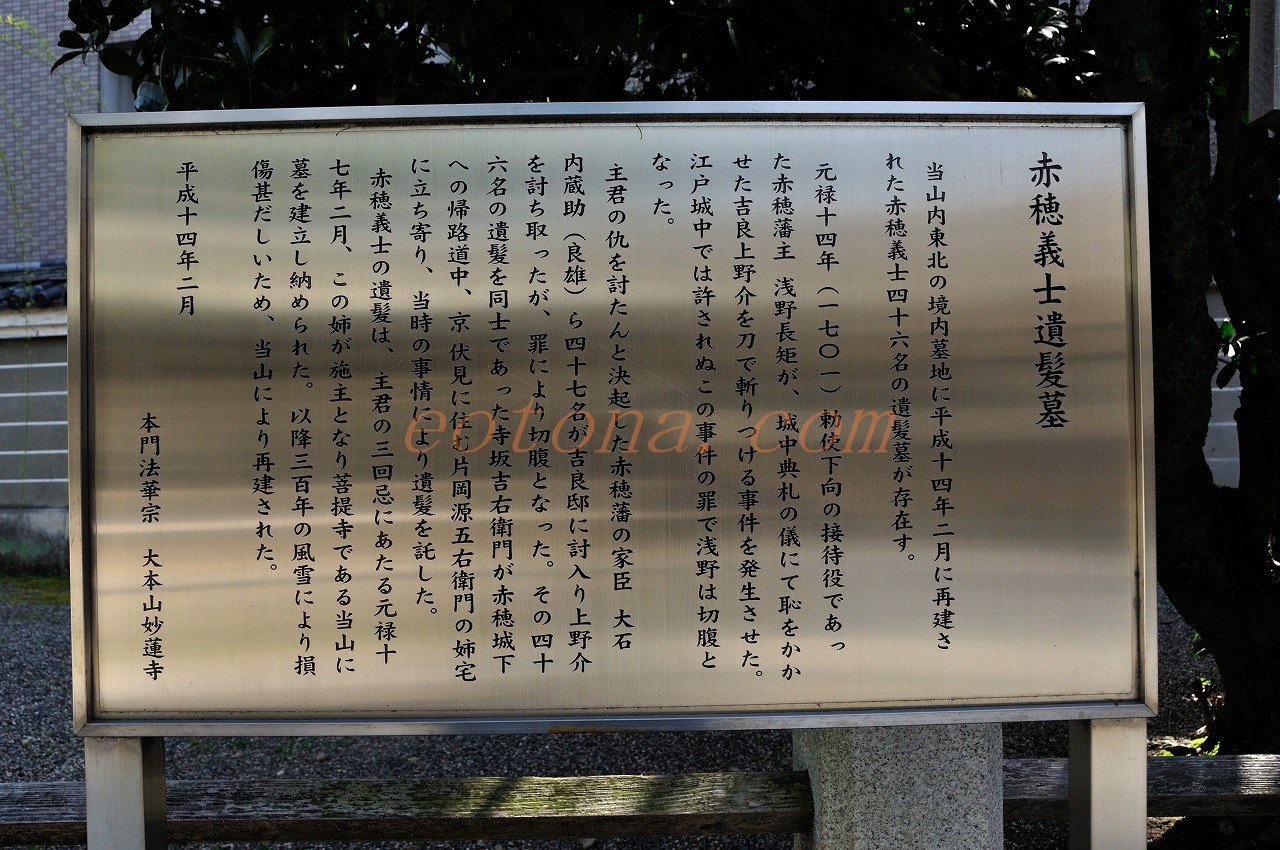 赤穂義士遺髪墓
当山内東北の境内墓地に平成十四年二月に再建さ
れた赤穂義士四十六名の遺髪墓が存在す。
元禄十四年（一七〇一）勅使下向の接待役であっ
た赤穂藩主　浅野長矩が、城中典札の儀にて恥をかか
せた吉良上野介を刀で斬りつける事件を発生させた。
江戸城中では許されぬこの事件の罪で浅野は切腹と
なった。
主君の仇を討たんと決起した赤穂藩の家臣　大石
内蔵助（良雄）ら四十七名が吉良邸に討入り上野介
を討ち取ったが、罪により切腹となった。その四十
六名の遺髪を同士であった寺坂吉右衛門が赤穂城下
への帰路道中、京伏見に住む片岡源五右衛門の姉宅
に立ち寄り、当時の事情により遺髪を託した。
赤穂義士の遺髪は、主君の三回忌にあたる元禄十
七年二月、この姉が施主となり菩提寺である当山に
墓を建立し納められた。以降三百年の風雪により損
傷甚だしいため、当山により再建された。
平成十四年二月
本門法華宗　大本山妙蓮寺
eotona.com